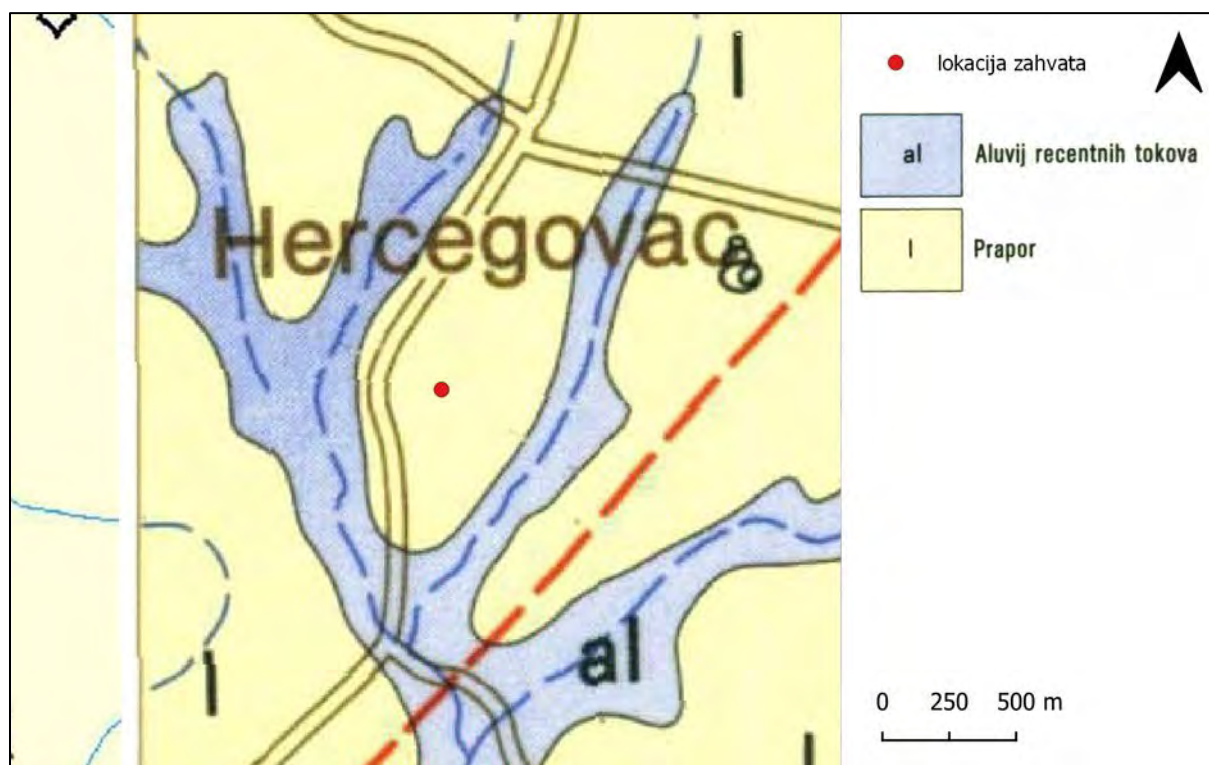 l
Hercegovac
al
l
l
lokacija zahvata
al Aluvij recentnih tokova
l Prapor
0 250 500 m